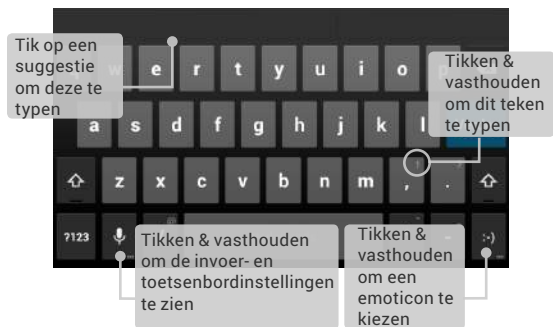 Tik op een
suggestie
om deze te
typen
Tikken &
vasthouden
om dit teken
te typen
w e r t y u i o p
a s d f g h j k l
z x c v b n m , ! .
?123 :-)
Tikken & vasthouden
om de invoer- en
toetsenbordinstellingen
te zien
Tikken &
vasthouden
om een
emoticon te
kiezen